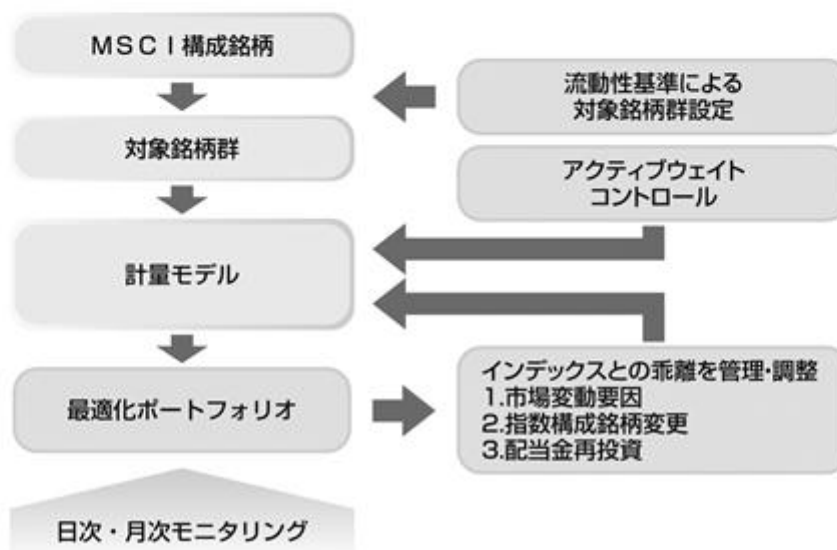 MSCI構成銘柄
流動性基準による
対象銘柄群設定
対象銘柄群
アクティブウェイト
コントロール
計量モデル
最適化ポートフォリオ
インデックスとの乖離を管理・調整
1.市場変動要因
2.指数構成銘柄変更
3.配当金再投資
日次・月次モニタリング